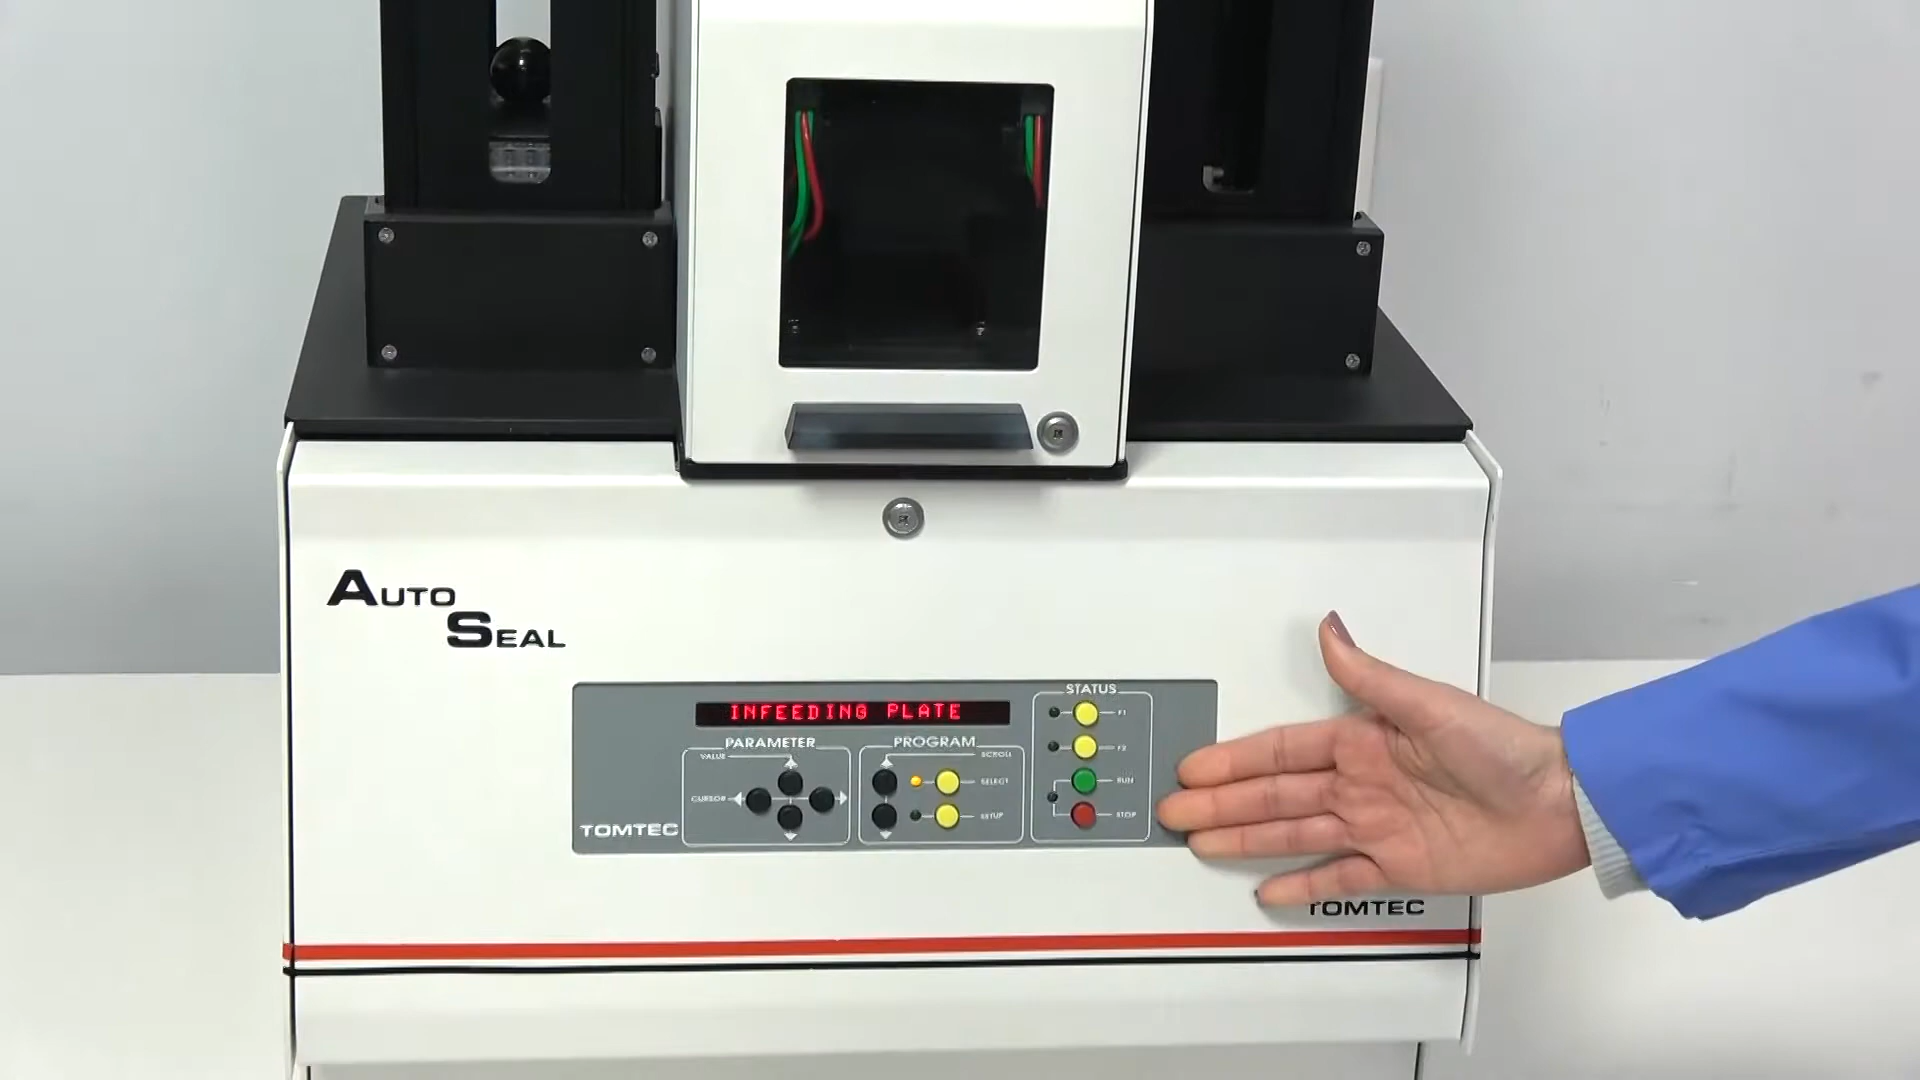 AUTO
SEAL
INFEEDING PLATE
STATUS
F1
F2
RUN
STOP
PARAMETER
VALUE
CURSOR
PROGRAM
SCROLL
SELECT
SETUP
TOMTEC
TOMTEC